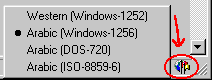 Western (Windows-1252)
Arabic (Windows-1256)
Arabic (DOS-720)
Arabic (ISO-8859-6)